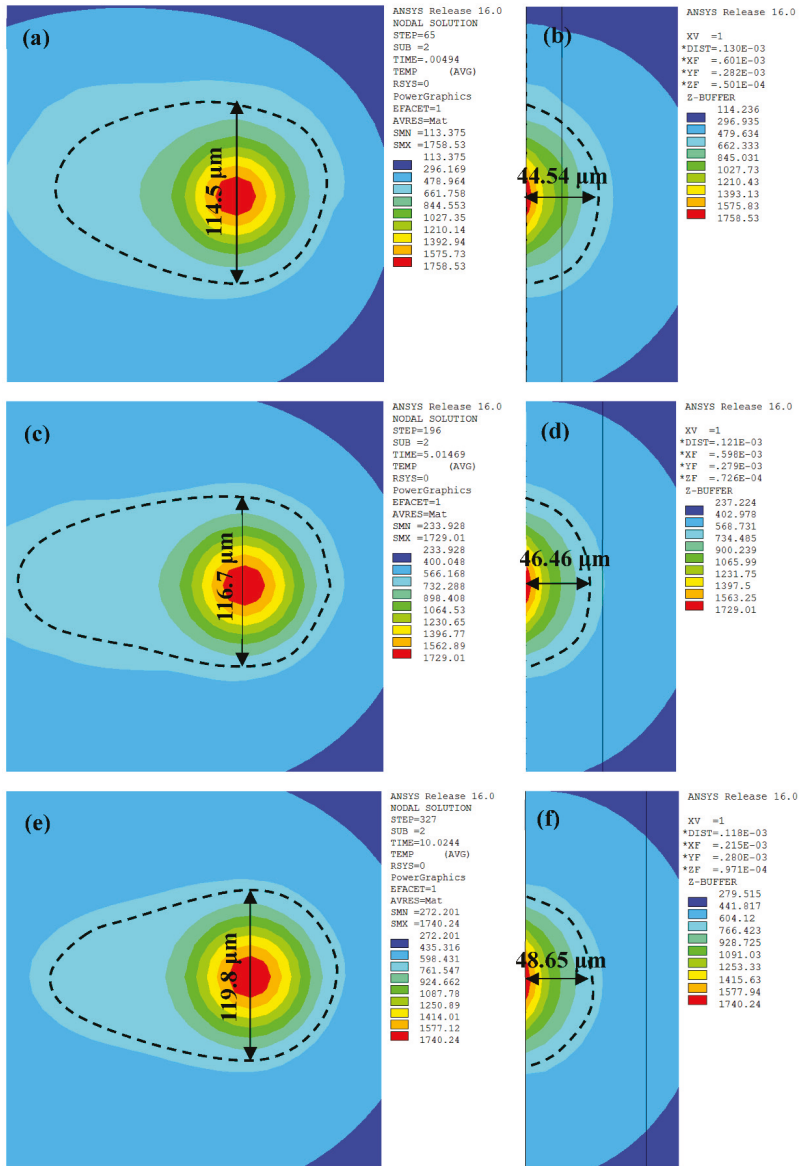 (a)
114.5 μm
ANSYS Release 16.0
NODAL SOLUTION
STEP=65
SUB =2
TIME=.00494
TEMP (AVG)
RSYS=0
PowerGraphics
EFACET=1
AVRES=Mat
SMN =113.375
SMX =1758.53
113.375
296.169
478.964
661.758
844.553
1027.35
1210.14
1392.94
1575.73
1758.53
(b)
44.54 μm
ANSYS Release 16.0
XV =1
*DIST=.130E-03
*XF =.601E-03
*YF =.282E-03
*ZF =.501E-04
Z-BUFFER
114.236
296.935
479.634
662.333
845.031
1027.73
1210.43
1393.13
1575.83
1758.53
(c)
116.7 μm
ANSYS Release 16.0
NODAL SOLUTION
STEP=196
SUB =2
TIME=5.01469
TEMP (AVG)
RSYS=0
PowerGraphics
EFACET=1
AVRES=Mat
SMN =233.928
SMX =1729.01
233.928
400.048
566.168
732.288
898.408
1064.53
1230.65
1396.77
1562.89
1729.01
(d)
46.46 μm
ANSYS Release 16.0
XV =1
*DIST=.121E-03
*XF =.598E-03
*YF =.279E-03
*ZF =.726E-04
Z-BUFFER
237.224
402.978
568.731
734.485
900.239
1065.99
1231.75
1397.5
1563.25
1729.01
(e)
119.8 μm
ANSYS Release 16.0
NODAL SOLUTION
STEP=327
SUB =2
TIME=10.0244
TEMP (AVG)
RSYS=0
PowerGraphics
EFACET=1
AVRES=Mat
SMN =272.201
SMX =1740.24
272.201
435.316
598.431
761.547
924.662
1087.78
1250.89
1414.01
1577.12
1740.24
(f)
48.65 μm
ANSYS Release 16.0
XV =1
*DIST=.118E-03
*XF =.215E-03
*YF =.280E-03
*ZF =.971E-04
Z-BUFFER
279.515
441.817
604.12
766.423
928.725
1091.03
1253.33
1415.63
1577.94
1740.24